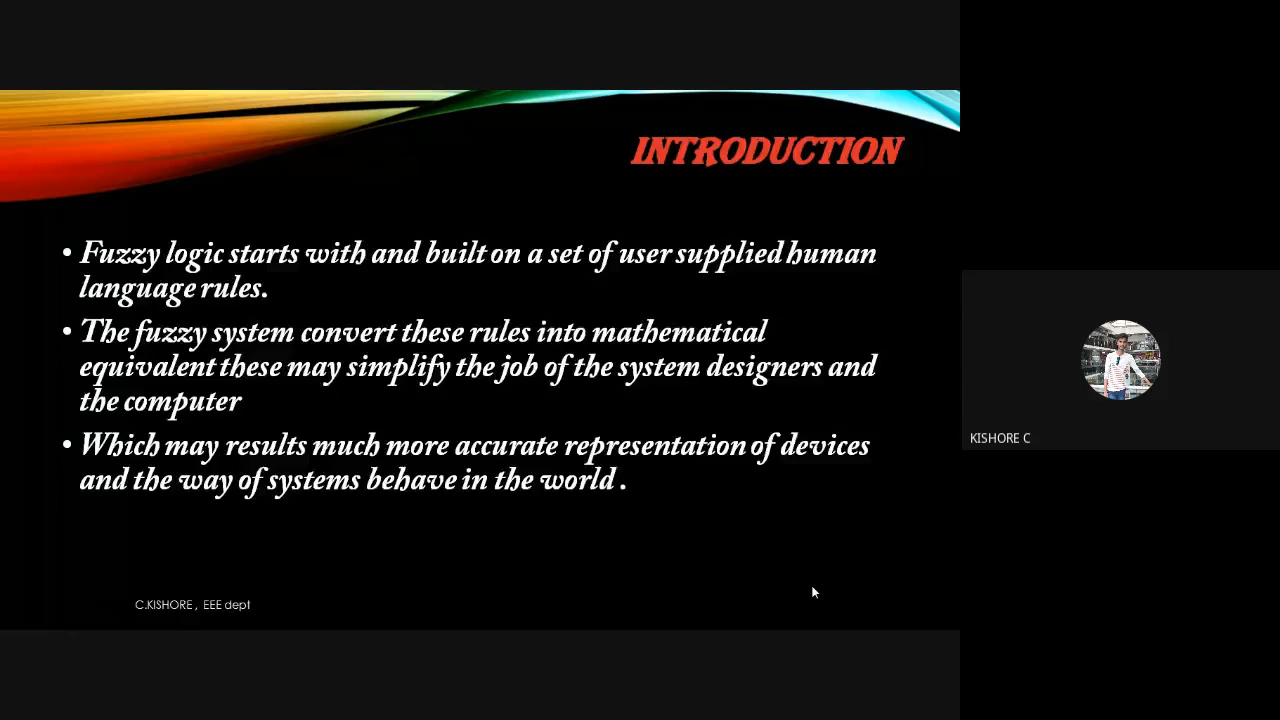 INTRODUCTION
• Fuzzy logic starts with and built on a set of user supplied human
language rules.
• The fuzzy system convert these rules into mathematical
equivalent these may simplify the job of the system designers and
the computer
• Which may results much more accurate representation of devices
and the way of systems behave in the world .
C.KISHORE , EEE dept
KISHORE C